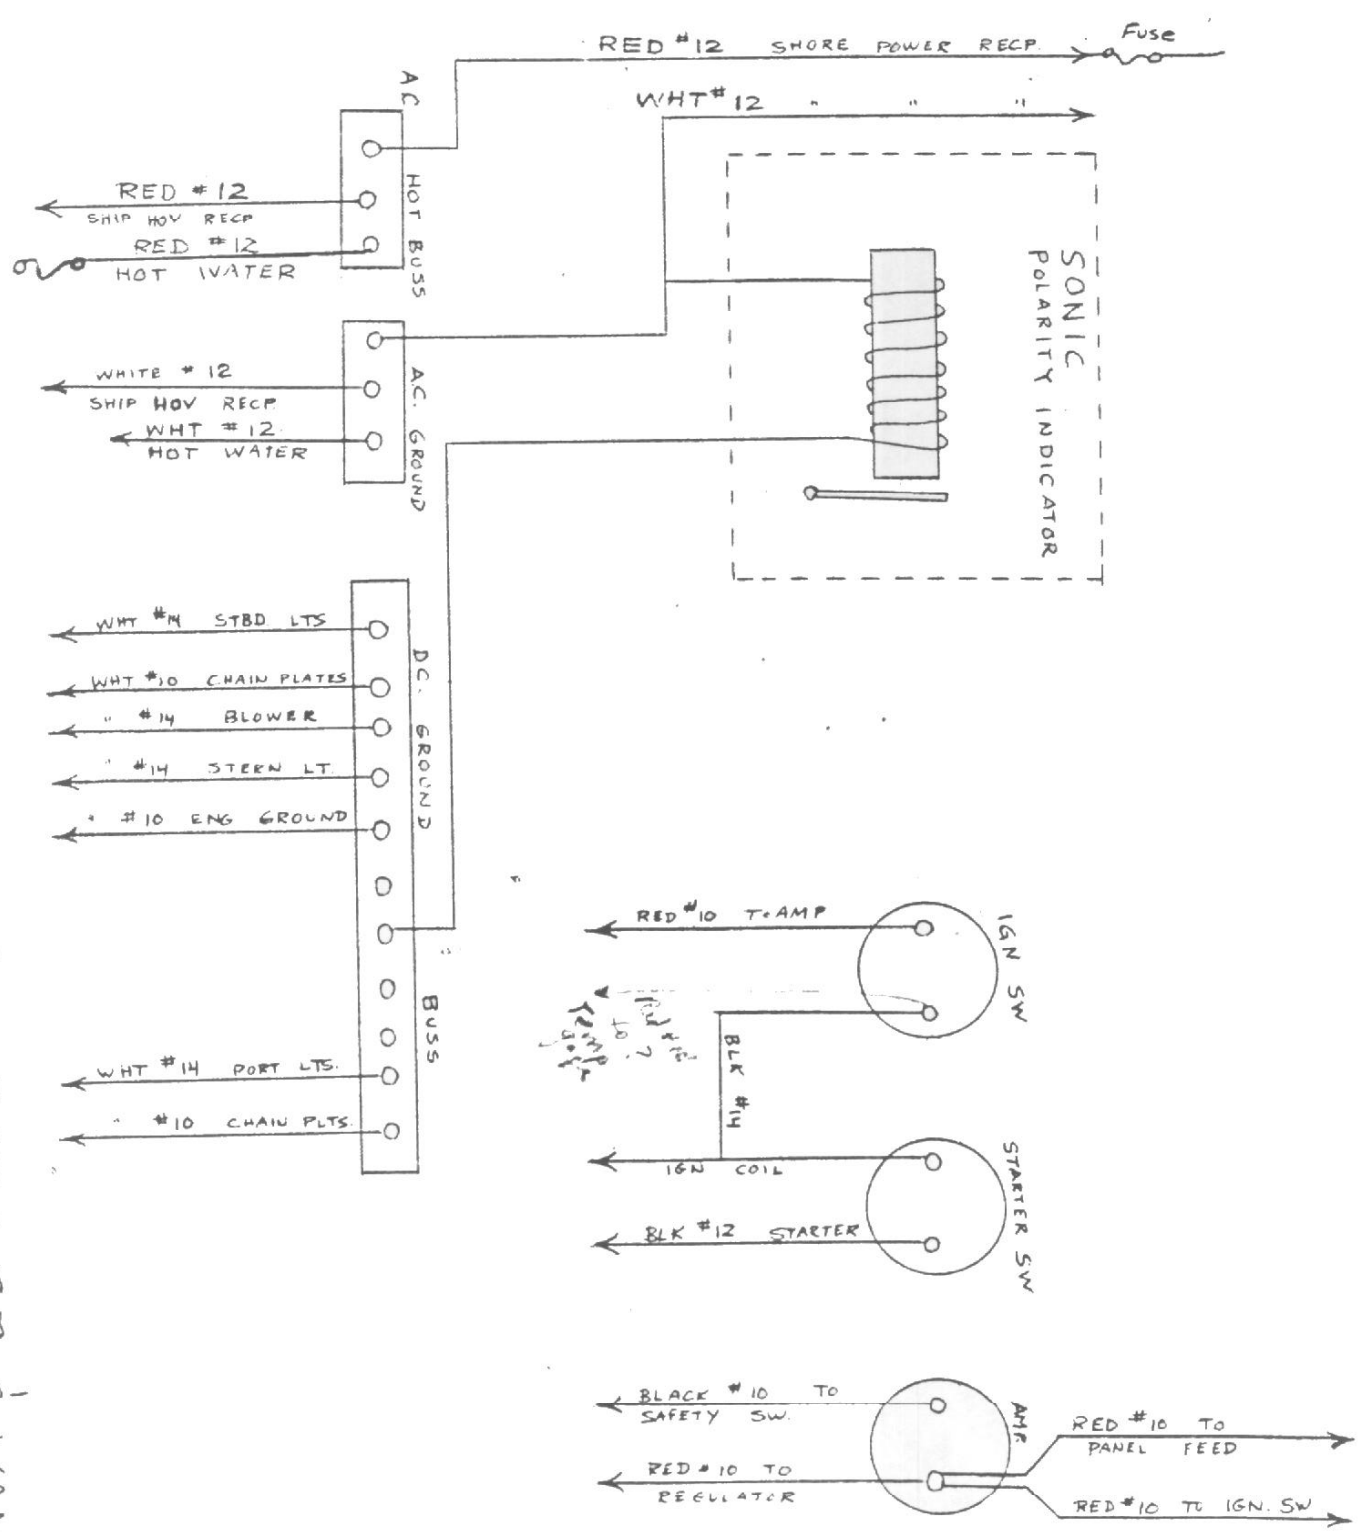 Fuse
RED #12 SHORE POWER RECP.
WHT #12 " " "
AC HOT BUSS
RED #12
SHIP HOV RECP
RED #12
HOT WATER
SONIC
POLARITY INDICATOR
A.C. GROUND
WHITE #12
SHIP HOV RECP.
WHT #12
HOT WATER
DC. GROUND BUSS
WHT #14 STBD LTS
WHT #10 CHAIN PLATES
" #14 BLOWER
" #14 STERN LT.
" #10 ENG GROUND
WHT #14 PORT LTS.
" #10 CHAIN PLTS.
IGN SW
RED #10 To AMP
to ?
BLK #14
STARTER SW
IGN COIL
BLK #12 STARTER
AMP.
BLACK #10 TO
SAFETY SW.
RED #10 TO
REGULATOR
RED #10 TO
PANEL FEED
RED #10 TO IGN. SW